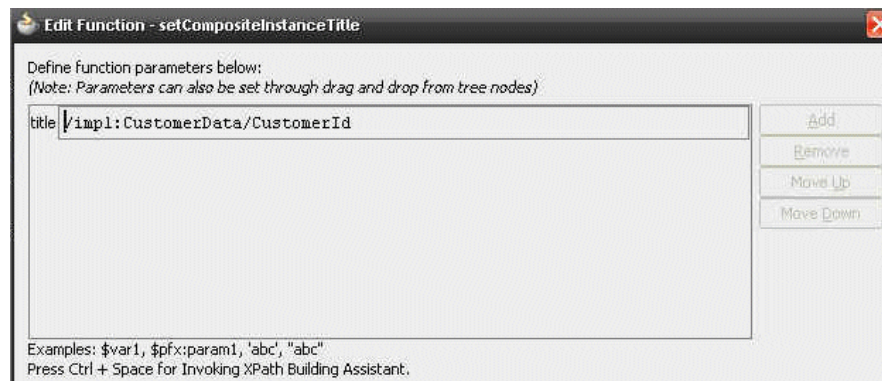 Edit Function - setCompositeInstanceTitle
Define function parameters below:
(Note: Parameters can also be set through drag and drop from tree nodes)
title /impl:CustomerData/CustomerId
Add
Remove
Move Up
Move Down
Examples: $var1, $pfx:param1, 'abc', "abc"
Press Ctrl + Space for Invoking XPath Building Assistant.